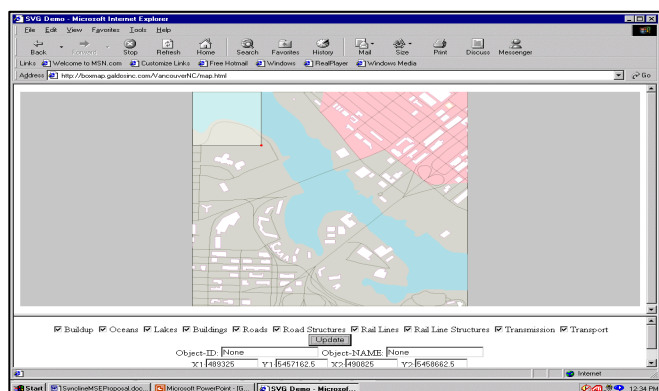 SVG Demo - Microsoft Internet Explorer
File Edit View Favorites Tools Help
Back Forward Stop Refresh Home Search Favorites History Mail Size Print Discuss Messenger
Links Welcome to MSN.com Customize Links Free Hotmail Windows RealPlayer Windows Media
Address http://boxmap.galdosinc.com/VancouverNC/map.html Go
Buildup Oceans Lakes Buildings Roads Road Structures Rail Lines Rail Line Structures Transmission Transport
Update
Object-ID: None Object-NAME: None
X1: 489325 Y1: 5457162.5 X2: 490825 Y2: 5458662.5
Internet
Start SynclineMSEProposal.doc... Microsoft PowerPoint - [G... SVG Demo - Microsof... 12:34 PM